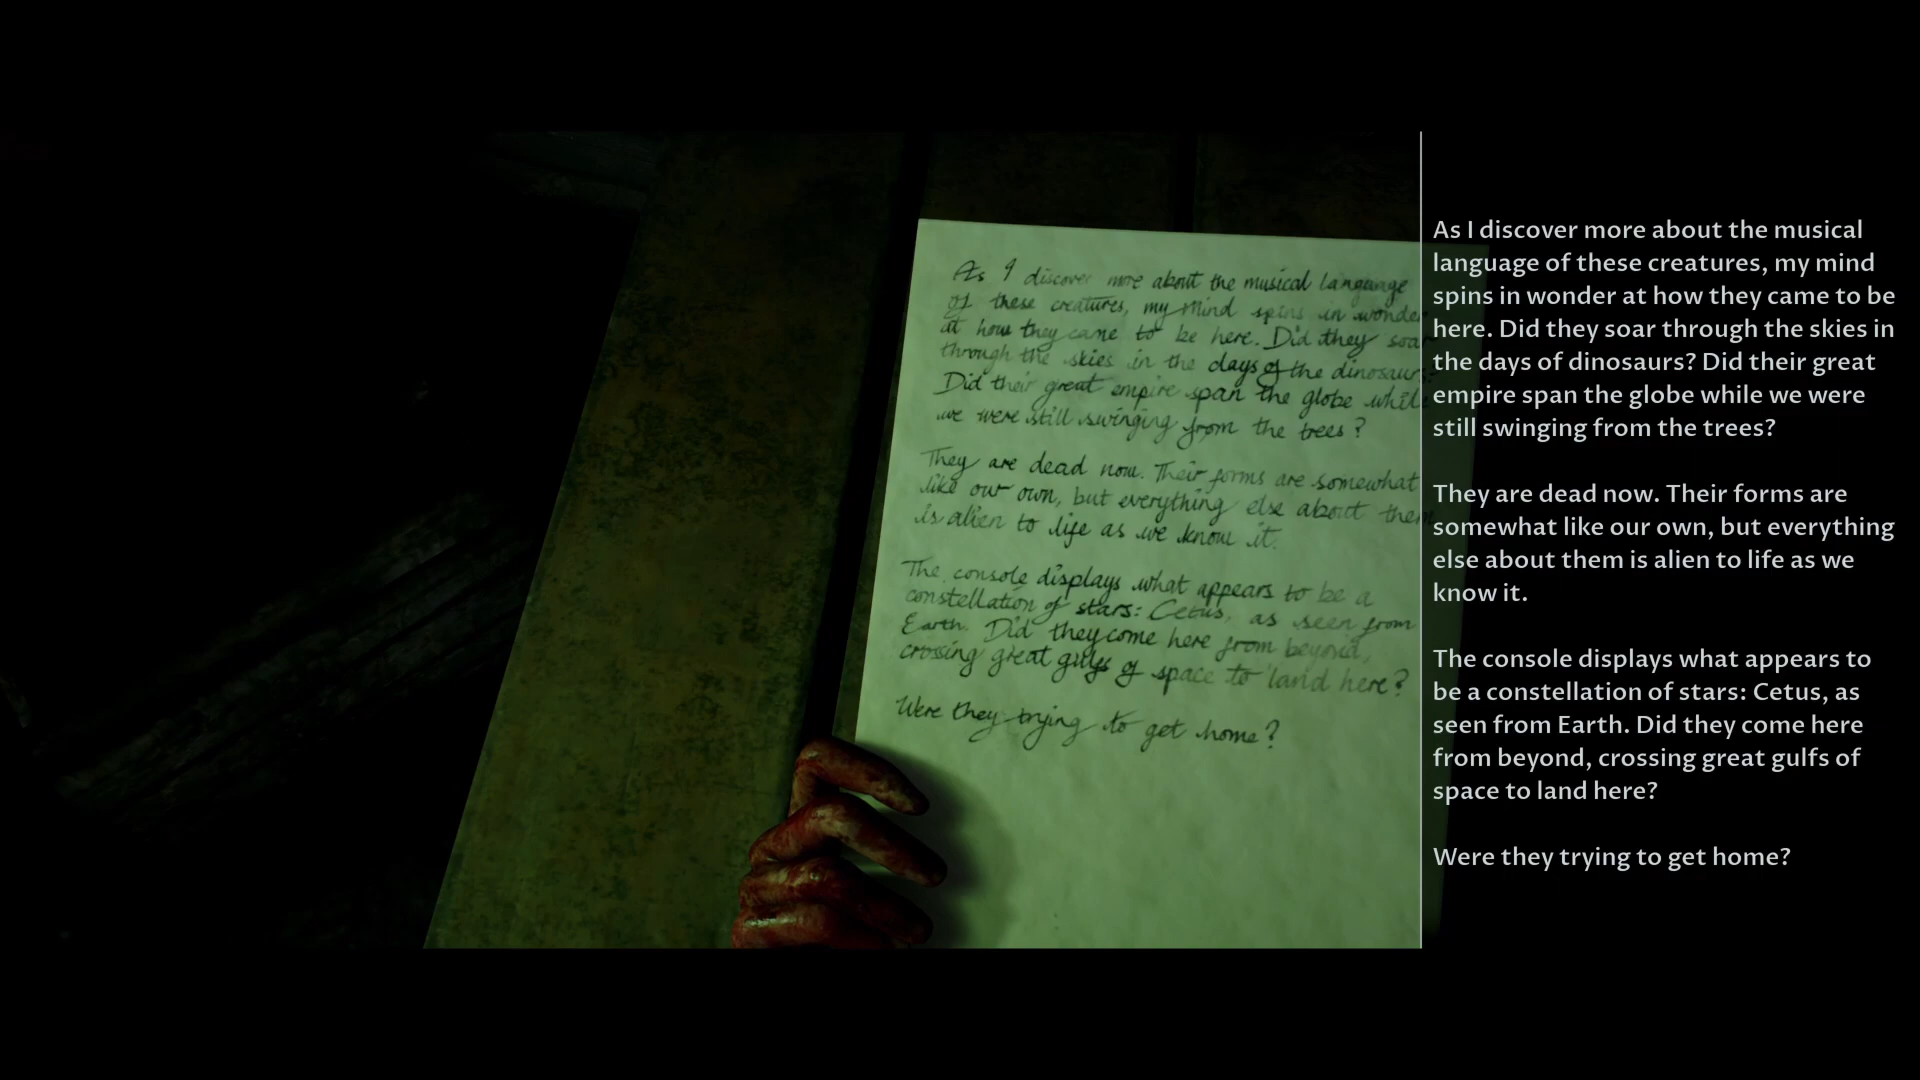 As I discover more about the musical language
of these creatures, my mind spins in wonder
at how they came to be here. Did they soar
through the skies in the days of the dinosaurs?
Did their great empire span the globe while
we were still swinging from the trees?
They are dead now. Their forms are somewhat
like our own, but everything else about them
is alien to life as we know it.
The console displays what appears to be a
constellation of stars: Cetus, as seen from
Earth. Did they come here from beyond,
crossing great gulfs of space to land here?
Were they trying to get home?
As I discover more about the musical
language of these creatures, my mind
spins in wonder at how they came to be
here. Did they soar through the skies in
the days of dinosaurs? Did their great
empire span the globe while we were
still swinging from the trees?
They are dead now. Their forms are
somewhat like our own, but everything
else about them is alien to life as we
know it.
The console displays what appears to
be a constellation of stars: Cetus, as
seen from Earth. Did they come here
from beyond, crossing great gulfs of
space to land here?
Were they trying to get home?